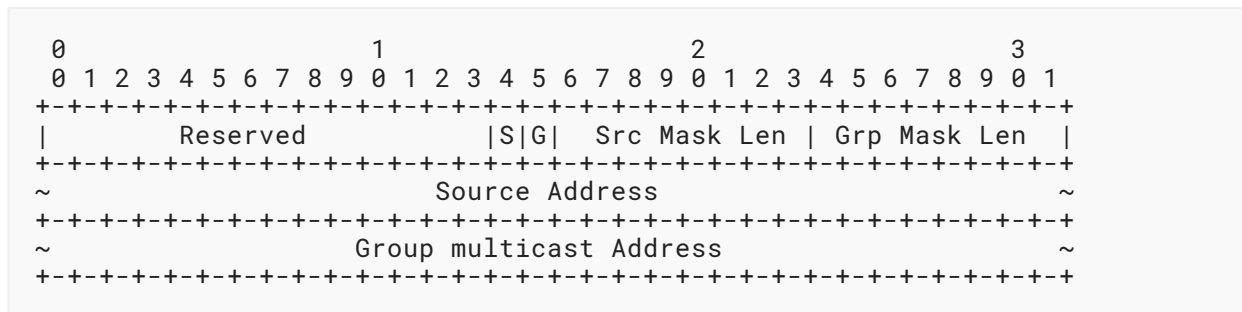 0                   1                   2                   3
 0 1 2 3 4 5 6 7 8 9 0 1 2 3 4 5 6 7 8 9 0 1 2 3 4 5 6 7 8 9 0 1
+-+-+-+-+-+-+-+-+-+-+-+-+-+-+-+-+-+-+-+-+-+-+-+-+-+-+-+-+-+-+-+-+
|        Reserved           |S|G|  Src Mask Len | Grp Mask Len  |
+-+-+-+-+-+-+-+-+-+-+-+-+-+-+-+-+-+-+-+-+-+-+-+-+-+-+-+-+-+-+-+-+
~                        Source Address                         ~
+-+-+-+-+-+-+-+-+-+-+-+-+-+-+-+-+-+-+-+-+-+-+-+-+-+-+-+-+-+-+-+-+
~                   Group multicast Address                     ~
+-+-+-+-+-+-+-+-+-+-+-+-+-+-+-+-+-+-+-+-+-+-+-+-+-+-+-+-+-+-+-+-+